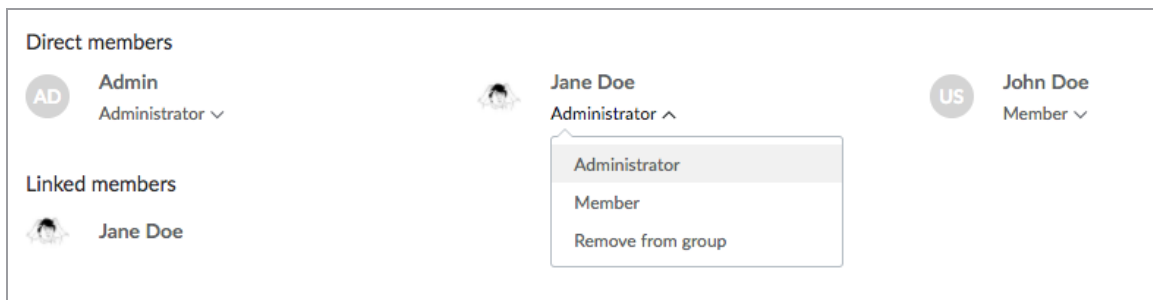 Direct members
AD
Admin
Administrator
Jane Doe
Administrator
US
John Doe
Member
Administrator
Member
Remove from group
Linked members
Jane Doe